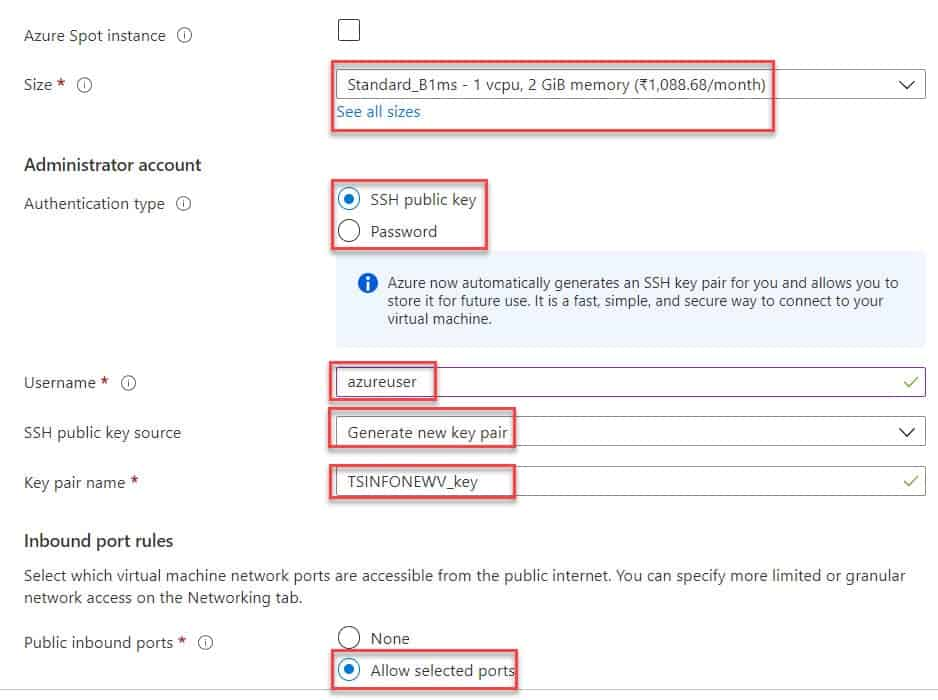 Azure Spot instance
Size *
Standard_B1ms - 1 vcpu, 2 GiB memory (₹1,088.68/month)
See all sizes
Administrator account
Authentication type
SSH public key
Password
Azure now automatically generates an SSH key pair for you and allows you to
store it for future use. It is a fast, simple, and secure way to connect to your
virtual machine.
Username *
azureuser
SSH public key source
Generate new key pair
Key pair name *
TSINFONEWV_key
Inbound port rules
Select which virtual machine network ports are accessible from the public internet. You can specify more limited or granular
network access on the Networking tab.
Public inbound ports *
None
Allow selected ports